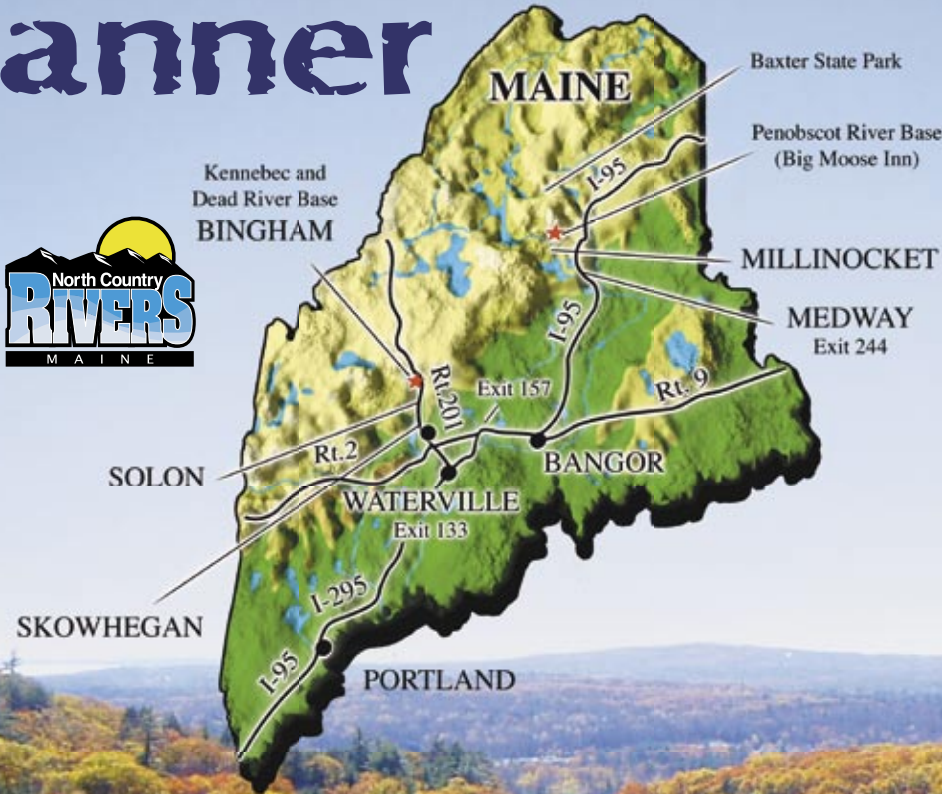 anner
MAINE
Baxter State Park
Penobscot River Base
(Big Moose Inn)
I-95
Kennebec and
Dead River Base
BINGHAM
North Country
RIVERS
MAINE
MILLINOCKET
MEDWAY
Exit 244
I-95
Exit 157
Rt. 9
Rt.201
Rt.2
SOLON
BANGOR
WATERVILLE
Exit 133
I-295
SKOWHEGAN
I-95
PORTLAND